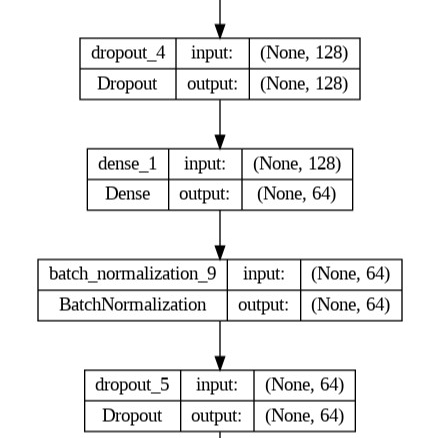 dropout_4 input: (None, 128)
Dropout output: (None, 128)
dense_1 input: (None, 128)
Dense output: (None, 64)
batch_normalization_9 input: (None, 64)
BatchNormalization output: (None, 64)
dropout_5 input: (None, 64)
Dropout output: (None, 64)